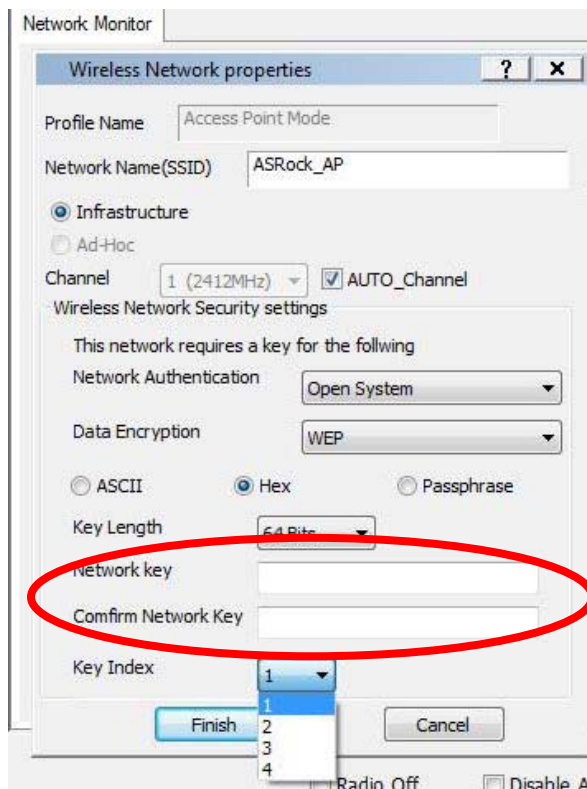 Network Monitor
Wireless Network properties ? x
Profile Name Access Point Mode
Network Name(SSID) ASRock_AP
Infrastructure
Ad-Hoc
Channel 1 (2412MHz) AUTO_Channel
Wireless Network Security settings
This network requires a key for the follwing
Network Authentication Open System
Data Encryption WEP
ASCII Hex Passphrase
Key Length 64 Bits
Network key
Comfirm Network Key
Key Index 1
1
Finish 2 Cancel
3
4
Radio Off Disable A